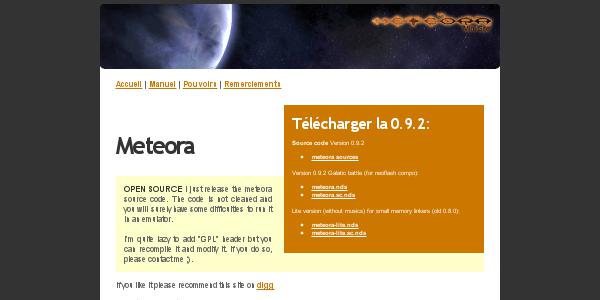 METEORA
Accueil | Manuel | Pouvoirs | Remerciements
Télécharger la 0.9.2:
Source code Version 0.9.2
meteora sources
Version 0.9.2 Galatic battle (for neoflash compo):
meteora.nds
meteora.sc.nds
Lite version (without musics) for small memory linkers (old 0.8.0):
meteora-lite.nds
meteora-lite.sc.nds
Meteora
OPEN SOURCE I just release the meteora
source code. The code is not cleaned and
you will surely have some difficulties to run it
in an emulator.
I'm quite lazy to add "GPL" header but you
can recompile it and modify it. If you do so,
please contact me ;).
If you like it please recommend this site on digg